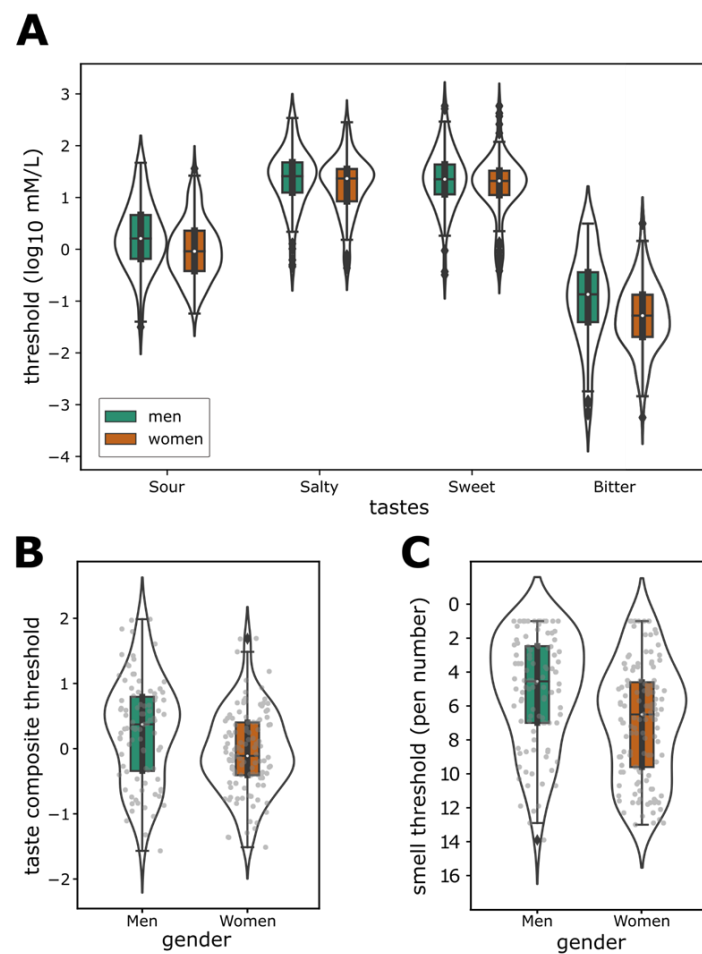 A
threshold (log10 mM/L)
3
2
1
0
−1
−2
−3
−4
men
women
Sour Salty Sweet Bitter
tastes
B
taste composite threshold
2
1
0
−1
−2
Men Women
gender
C
smell threshold (pen number)
0
2
4
6
8
10
12
14
16
Men Women
gender